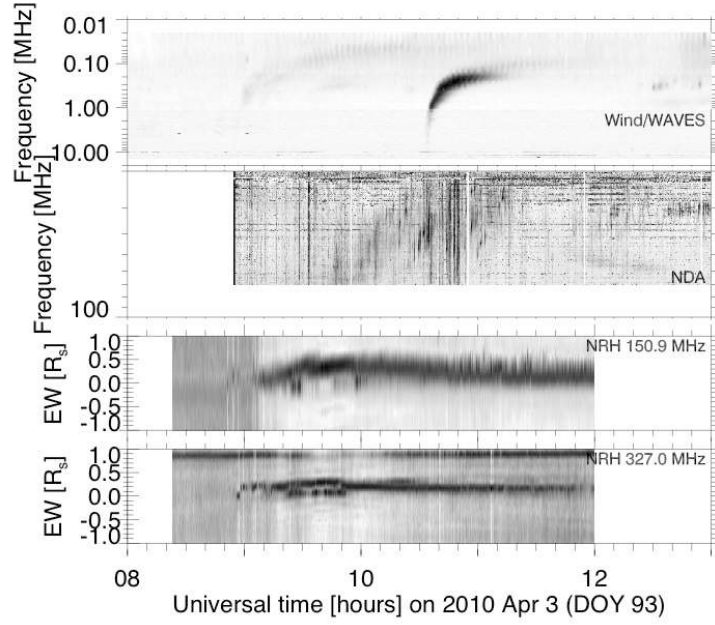 0.01
0.10
1.00
10.00
Frequency [MHz]
Wind/WAVES
Frequency [MHz]
100
NDA
1.0
0.5
0.0
-0.5
-1.0
EW [Rs]
NRH 150.9 MHz
1.0
0.5
0.0
-0.5
-1.0
EW [Rs]
NRH 327.0 MHz
08 10 12
Universal time [hours] on 2010 Apr 3 (DOY 93)